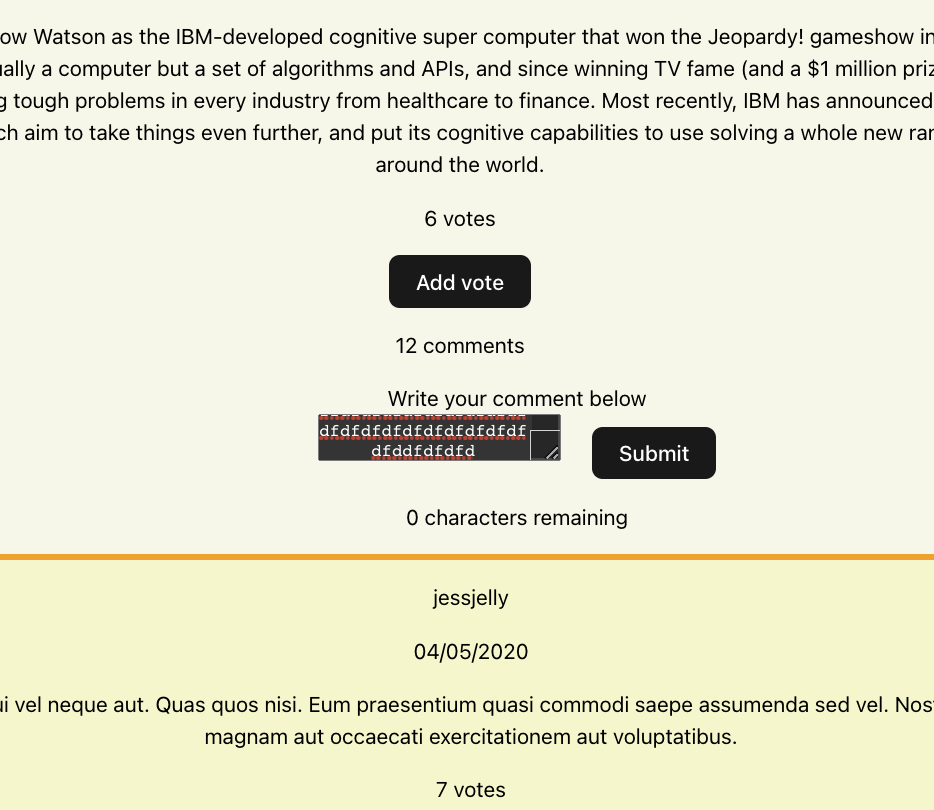 ow Watson as the IBM-developed cognitive super computer that won the Jeopardy! gameshow in
ually a computer but a set of algorithms and APIs, and since winning TV fame (and a $1 million priz
g tough problems in every industry from healthcare to finance. Most recently, IBM has announced
ch aim to take things even further, and put its cognitive capabilities to use solving a whole new ran
around the world.
6 votes
Add vote
12 comments
Write your comment below
dfdfdfdfdfdfdfdfdfdf
dfddfdfdfd
Submit
0 characters remaining
jessjelly
04/05/2020
ui vel neque aut. Quas quos nisi. Eum praesentium quasi commodi saepe assumenda sed vel. Nost
magnam aut occaecati exercitationem aut voluptatibus.
7 votes